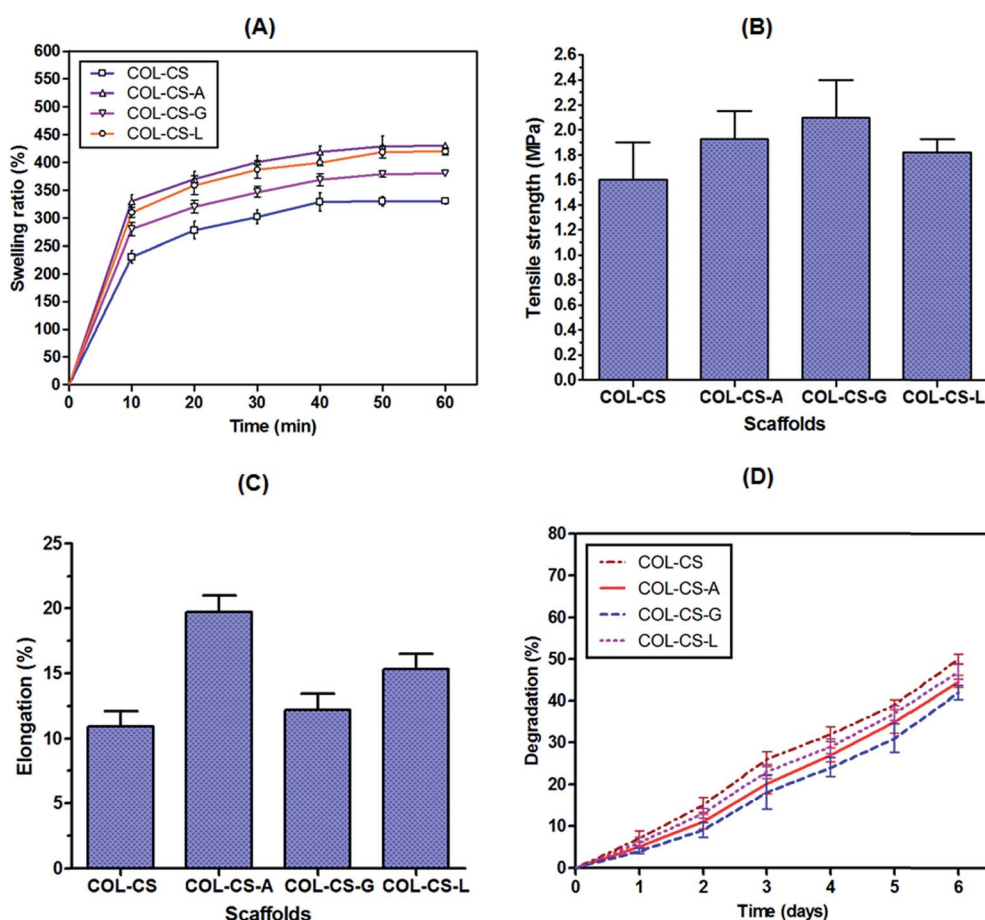 (A)
600
550
500
450
400
350
300
250
200
150
100
50
0
Swelling ratio (%)
COL-CS
COL-CS-A
COL-CS-G
COL-CS-L
0 10 20 30 40 50 60
Time (min)
(B)
2.6
2.4
2.2
2.0
1.8
1.6
1.4
1.2
1.0
0.8
0.6
0.4
0.2
0.0
Tensile strength (MPa)
COL-CS COL-CS-A COL-CS-G COL-CS-L
Scaffolds
(C)
25
20
15
10
5
0
Elongation (%)
COL-CS COL-CS-A COL-CS-G COL-CS-L
Scaffolds
(D)
80
70
60
50
40
30
20
10
0
Degradation (%)
COL-CS
COL-CS-A
COL-CS-G
COL-CS-L
0 1 2 3 4 5 6
Time (days)